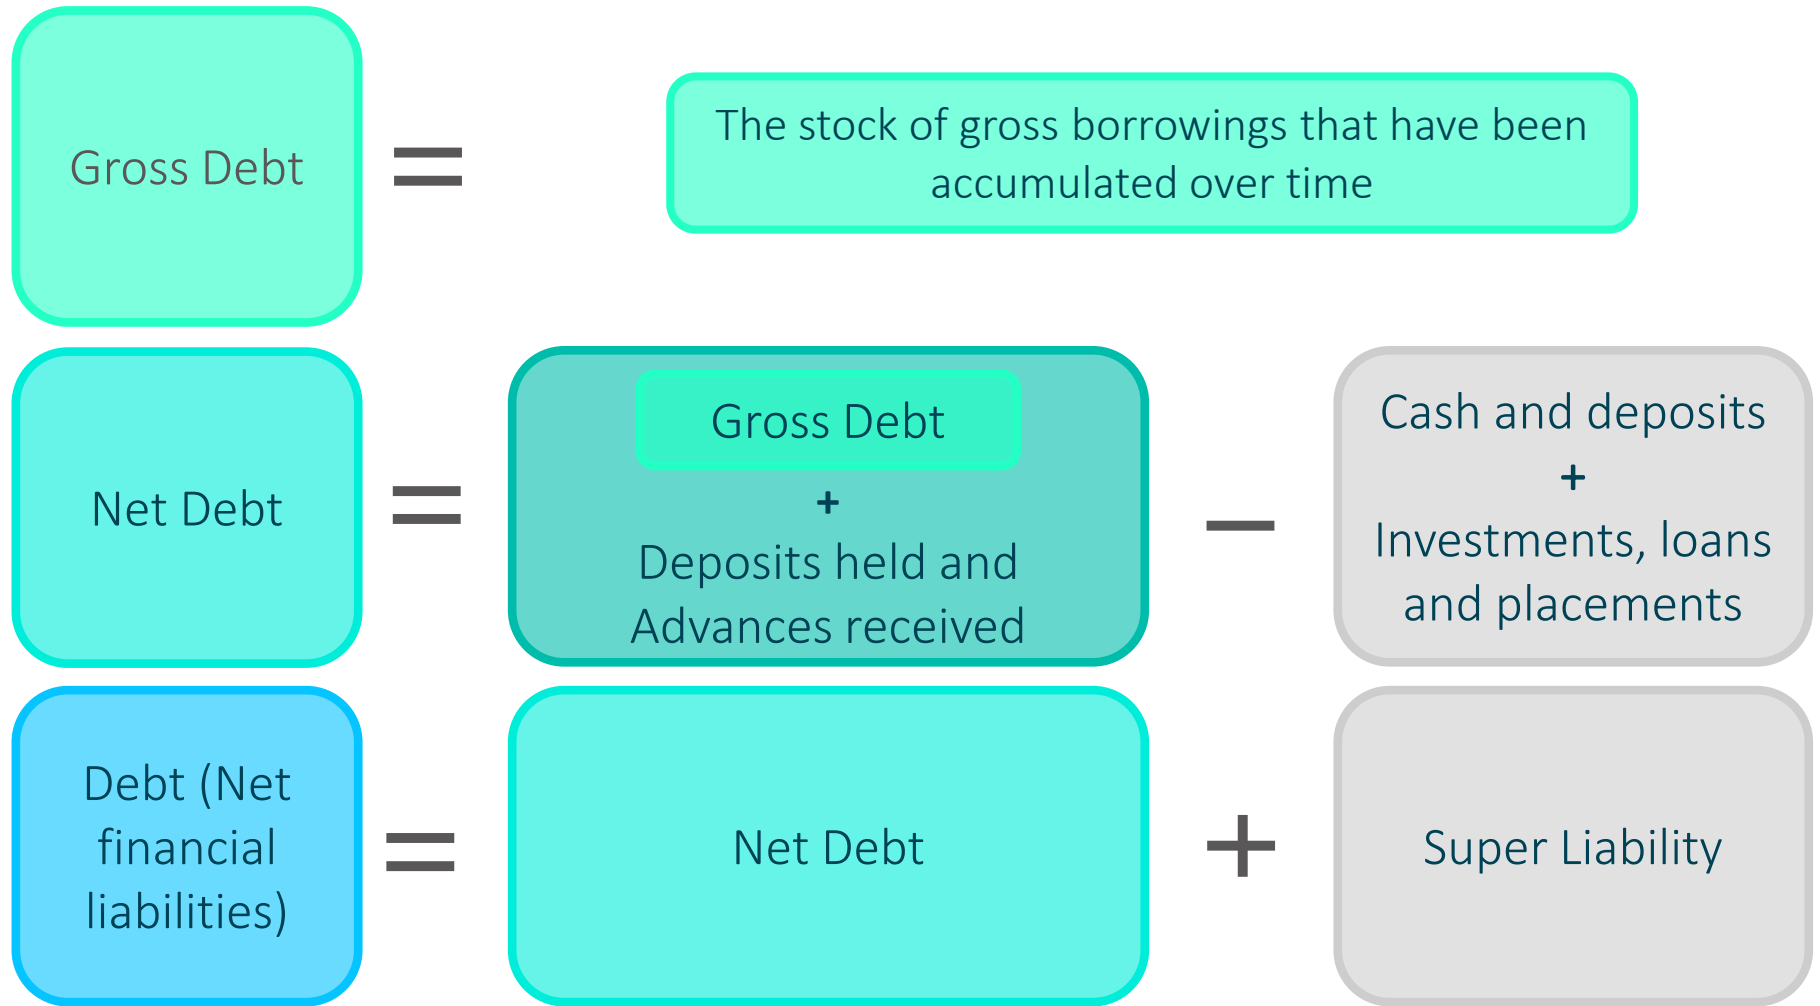 Gross Debt
=
The stock of gross borrowings that have been
accumulated over time
Net Debt
=
Gross Debt
+
Deposits held and
Advances received
–
Cash and deposits
+
Investments, loans
and placements
Debt (Net
financial
liabilities)
=
Net Debt
+
Super Liability